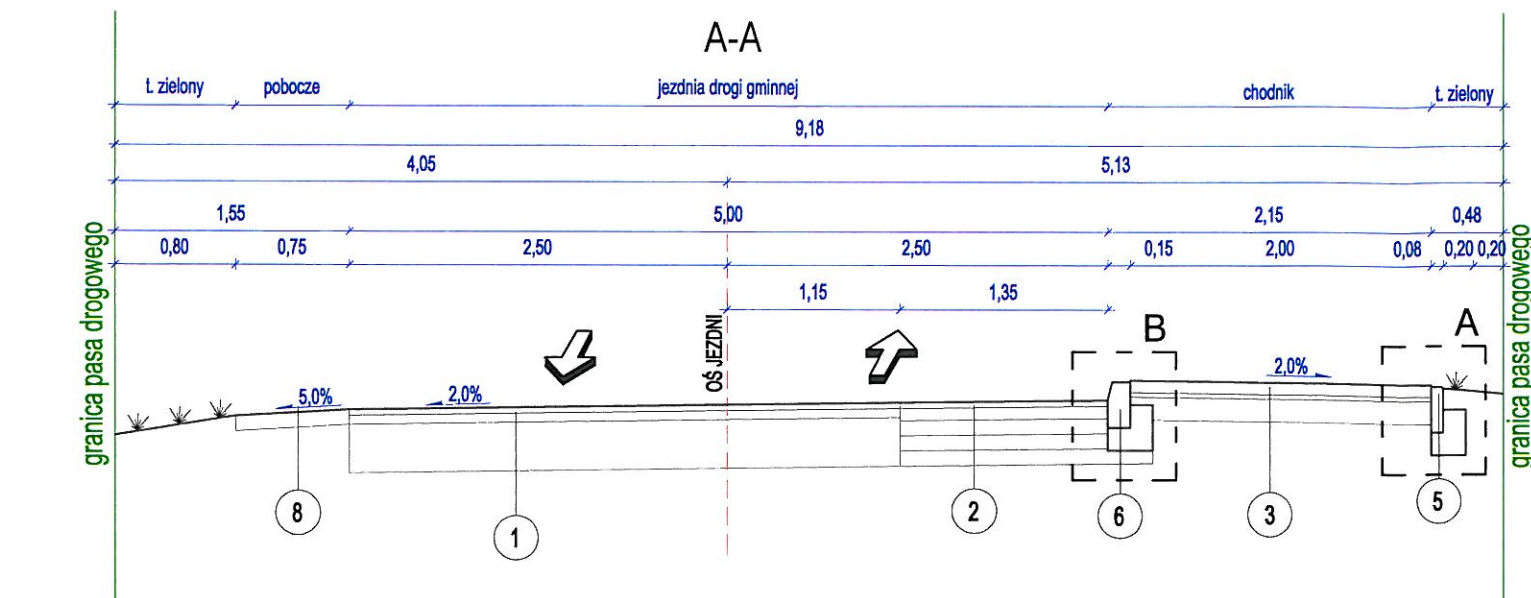 A-A
t. zielony pobocze jezdnia drogi gminnej chodnik t. zielony
9,18
4,05 5,13
1,55 5,00 2,15 0,48
0,80 0,75 2,50 2,50 0,15 2,00 0,08 0,20 0,20
1,15 1,35
granica pasa drogowego
OŚ JEZDNI
B
A
granica pasa drogowego
5,0% 2,0% 2,0%
8 1 2 6 3 5